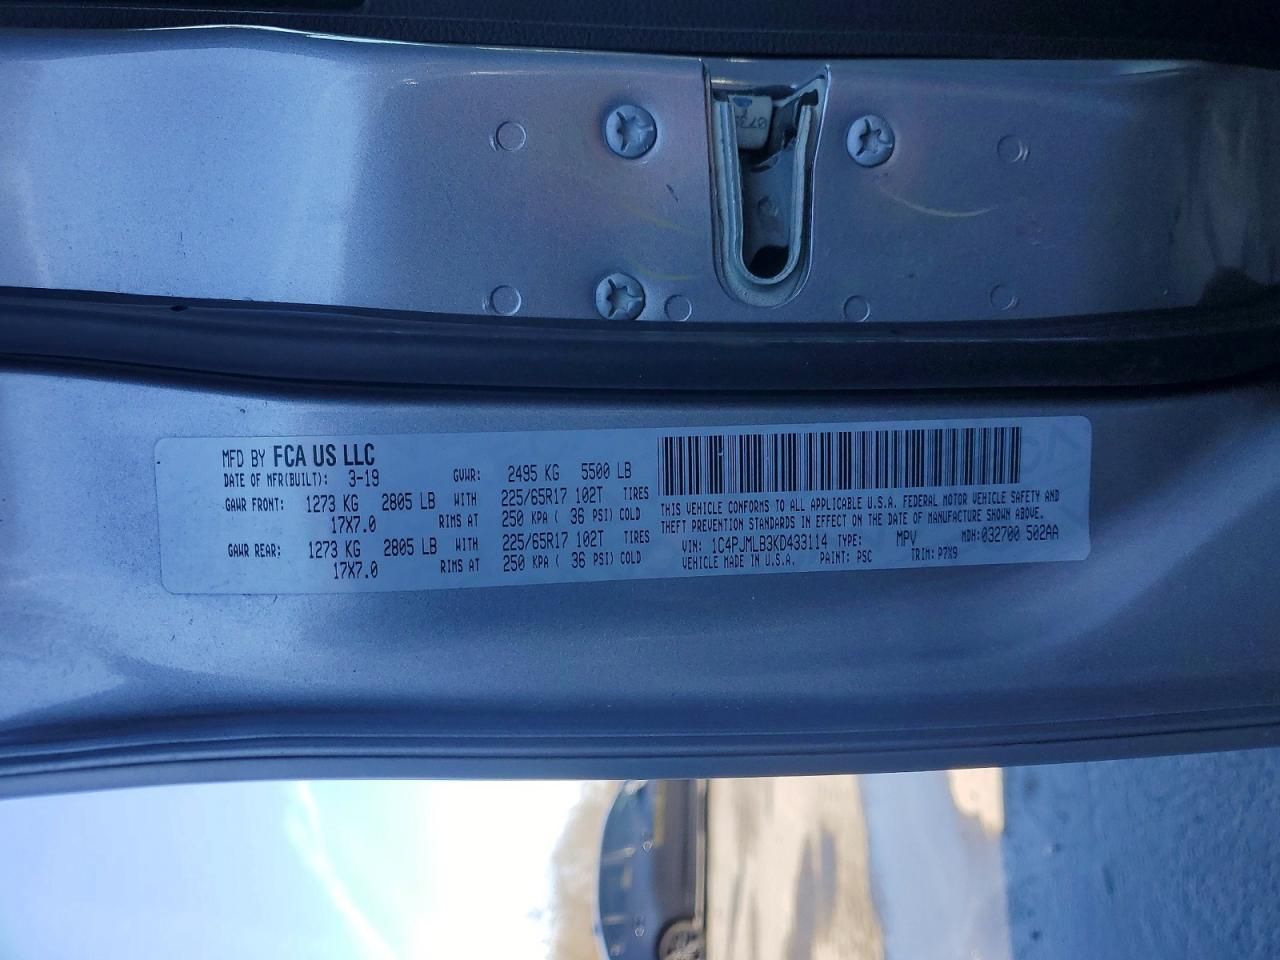 MFD BY FCA US LLC
DATE OF MFR(BUILT): 3-19 GVWR: 2495 KG 5500 LB
GAWR FRONT: 1273 KG 2805 LB WITH 225/65R17 102T TIRES
17X7.0 RIMS AT 250 KPA ( 36 PSI) COLD
GAWR REAR: 1273 KG 2805 LB WITH 225/65R17 102T TIRES
17X7.0 RIMS AT 250 KPA ( 36 PSI) COLD
THIS VEHICLE CONFORMS TO ALL APPLICABLE U.S.A. FEDERAL MOTOR VEHICLE SAFETY AND
THEFT PREVENTION STANDARDS IN EFFECT ON THE DATE OF MANUFACTURE SHOWN ABOVE.
VIN: 1C4PJMLB3KD433114 TYPE: MPV MDH: 032700 502AA
VEHICLE MADE IN U.S.A. PAINT: PSC TRIM: P7X9